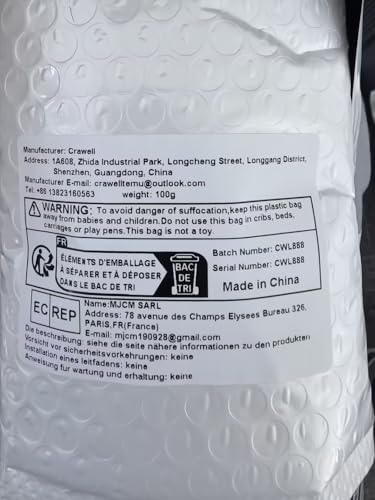 Manufacturer: Crawell
Address: 1A608, Zhida Industrial Park, Longcheng Street, Longgang District,
Shenzhen, Guangdong, China
Manufacturer E-mail: crawelltemu@outlook.com
Tel: +86 13823160563 weight: 100g
WARNING: To avoid danger of suffocation,keep this plastic bag
away from babies and children.Do not use this bag in cribs, beds,
carriages or play pens.This bag is not a toy.
FR
ÉLÉMENTS D'EMBALLAGE
À SÉPARER ET À DÉPOSER
DANS LE BAC DE TRI
BAC
DE
TRI
Batch Number: CWL888
Serial Number: CWL888
Made in China
EC REP
Name:MJCM SARL
Address: 78 avenue des Champs Elysees Bureau 326,
PARIS,FR(France)
E-mail: mjcm190928@gmail.com
Die beschreibung: siehe die seite nähere informationen zu den produkten
Vorsicht vor sicherheitsvorkehrungen: keine
Installation eines leitfadens: keine
Anweisung für wartung und erhaltung: keine